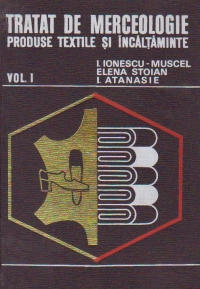 TRATAT DE MERCEOLOGIE
PRODUSE TEXTILE ȘI ÎNCĂLȚĂMINTE
VOL. I
I. IONESCU-MUSCEL
ELENA STOIAN
I. ATANASIE